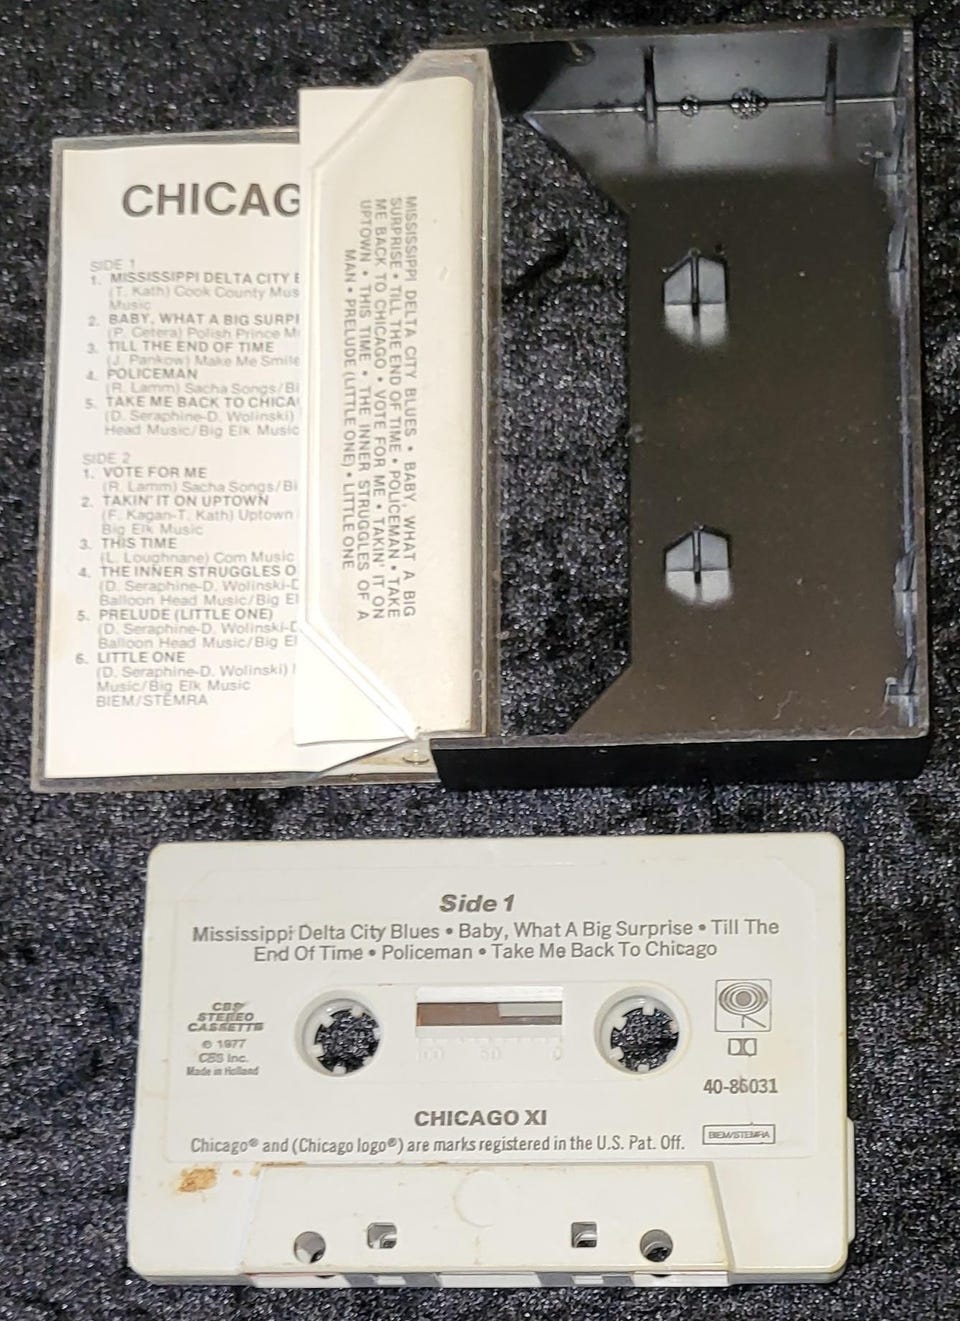 CHICAG
SIDE 1
1. MISSISSIPPI DELTA CITY B
(T. Kath) Cook County Mus
Music
2. BABY, WHAT A BIG SURPI
(P. Cetera) Polish Prince M
3. TILL THE END OF TIME
(J. Pankow) Make Me Smile
4. POLICEMAN
(R. Lamm) Sacha Songs/Bi
5. TAKE ME BACK TO CHICA
(D. Seraphine-D. Wolinski)
Head Music/Big Elk Music
SIDE 2
1. VOTE FOR ME
(R. Lamm) Sacha Songs/Bi
2. TAKIN' IT ON UPTOWN
(F. Kagan-T. Kath) Uptown
Big Elk Music
3. THIS TIME
(L. Loughnane) Com Music
4. THE INNER STRUGGLES O
(D. Seraphine-D. Wolinski-D
Balloon Head Music/Big El
5. PRELUDE (LITTLE ONE)
(D. Seraphine-D. Wolinski-D
Balloon Head Music/Big El
6. LITTLE ONE
(D. Seraphine-D. Wolinski)
Music/Big Elk Music
BIEM/STEMRA
MISSISSIPPI DELTA CITY BLUES • BABY, WHAT A BIG
SURPRISE • TILL THE END OF TIME • POLICEMAN • TAKE
ME BACK TO CHICAGO • VOTE FOR ME • TAKIN' IT ON
UPTOWN • THIS TIME • THE INNER STRUGGLES OF A
MAN • PRELUDE (LITTLE ONE) • LITTLE ONE
Side 1
Mississippi Delta City Blues • Baby, What A Big Surprise • Till The
End Of Time • Policeman • Take Me Back To Chicago
CBS
STEREO
CASSETTE
℗ 1977
CBS Inc.
Made in Holland
100 50 0
40-86031
CHICAGO XI
Chicago® and (Chicago logo®) are marks registered in the U.S. Pat. Off.
BIEM/STEMRA